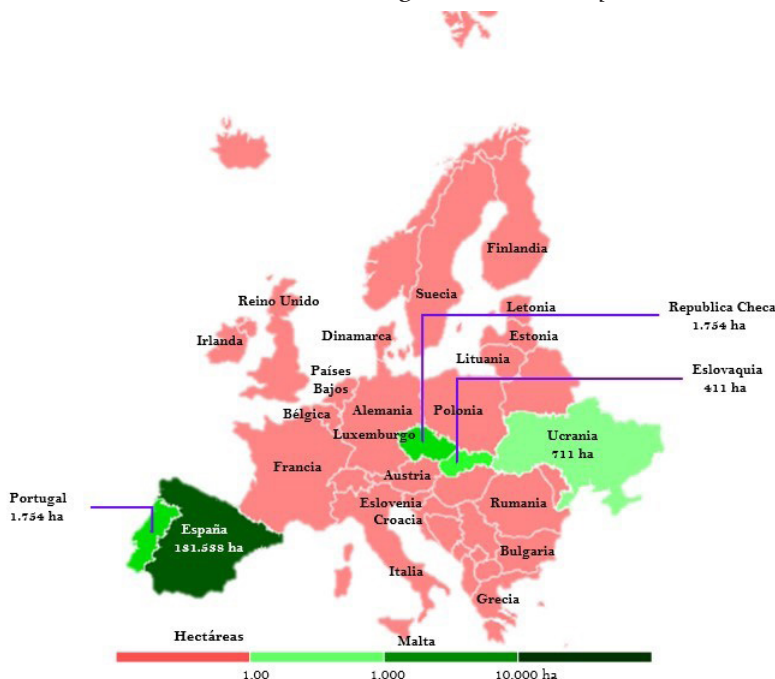 Finlandia
Suecia
Reino Unido
Letonia
Republica Checa
1.754 ha
Irlanda
Dinamarca
Estonia
Lituania
Eslovaquia
411 ha
Países
Bajos
Bélgica
Alemania
Polonia
Luxemburgo
Ucrania
711 ha
Francia
Austria
Portugal
1.754 ha
España
131.538 ha
Eslovenia
Croacia
Rumania
Bulgaria
Italia
Grecia
Hectáreas
Malta
1.00
1.000
10.000 ha